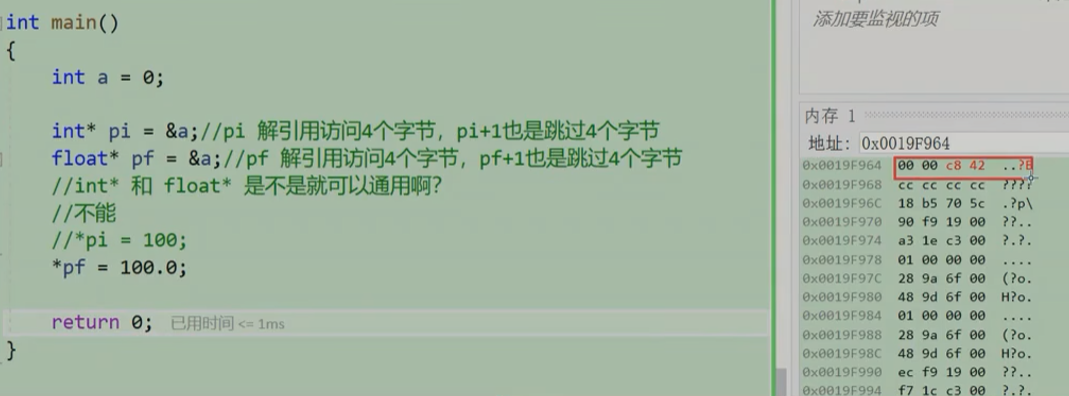 int main()
{
int a = 0;
int* pi = &a;//pi 解引用访问4个字节，pi+1也是跳过4个字节
float* pf = &a;//pf 解引用访问4个字节，pf+1也是跳过4个字节
//int* 和 float* 是不是就可以通用啊?
//不能
//*pi = 100;
*pf = 100.0;
return 0; 已用时间 <= 1ms
}
添加要监视的项
内存 1
地址: 0x0019F964
0x0019F964 00 00 c8 42 ..?B
0x0019F968 cc cc cc cc ????
0x0019F96C 18 b5 70 5c .?p\
0x0019F970 90 f9 19 00 ??..
0x0019F974 a3 1e c3 00 ?.?.
0x0019F978 01 00 00 00 ....
0x0019F97C 28 9a 6f 00 (?o.
0x0019F980 48 9d 6f 00 H?o.
0x0019F984 01 00 00 00 ....
0x0019F988 28 9a 6f 00 (?o.
0x0019F98C 48 9d 6f 00 H?o.
0x0019F990 ec f9 19 00 ??..
0x0019F994 f7 1c c3 00 ?.?.